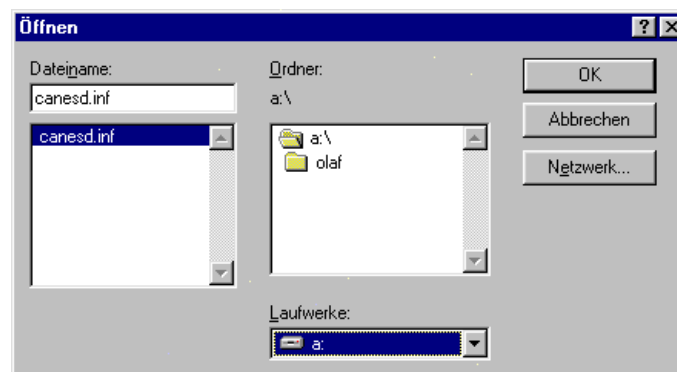 Öffnen
Dateiname:
canesd.inf
canesd.inf
Ordner:
a:\
a:\
olaf
Laufwerke:
a:
OK
Abbrechen
Netzwerk...